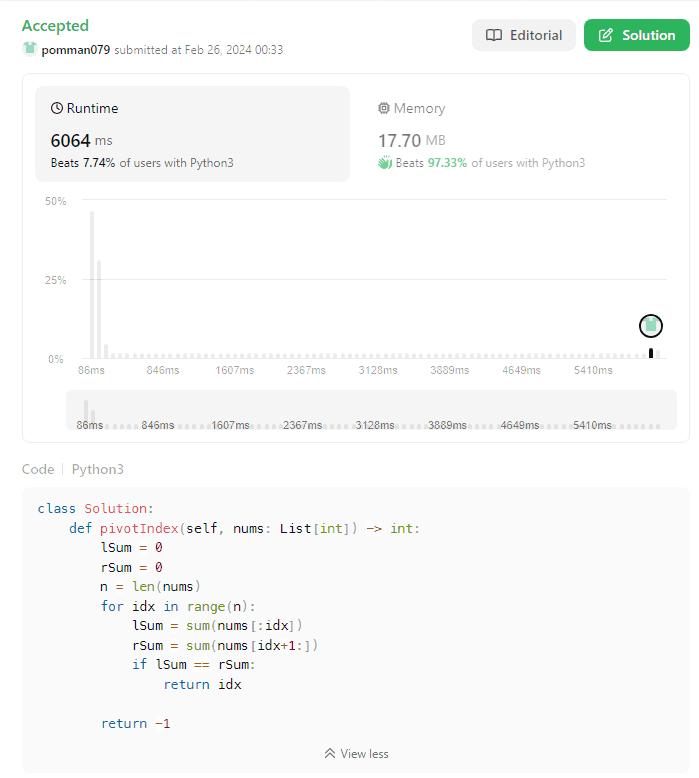 Accepted
pomman079 submitted at Feb 26, 2024 00:33
Editorial
Solution
Runtime
6064 ms
Beats 7.74% of users with Python3
Memory
17.70 MB
Beats 97.33% of users with Python3
50%
25%
0%
86ms 846ms 1607ms 2367ms 3128ms 3889ms 4649ms 5410ms
86ms 846ms 1607ms 2367ms 3128ms 3889ms 4649ms 5410ms
Code | Python3
class Solution:
    def pivotIndex(self, nums: List[int]) -> int:
        lSum = 0
        rSum = 0
        n = len(nums)
        for idx in range(n):
            lSum = sum(nums[:idx])
            rSum = sum(nums[idx+1:])
            if lSum == rSum:
                return idx
        return -1
View less